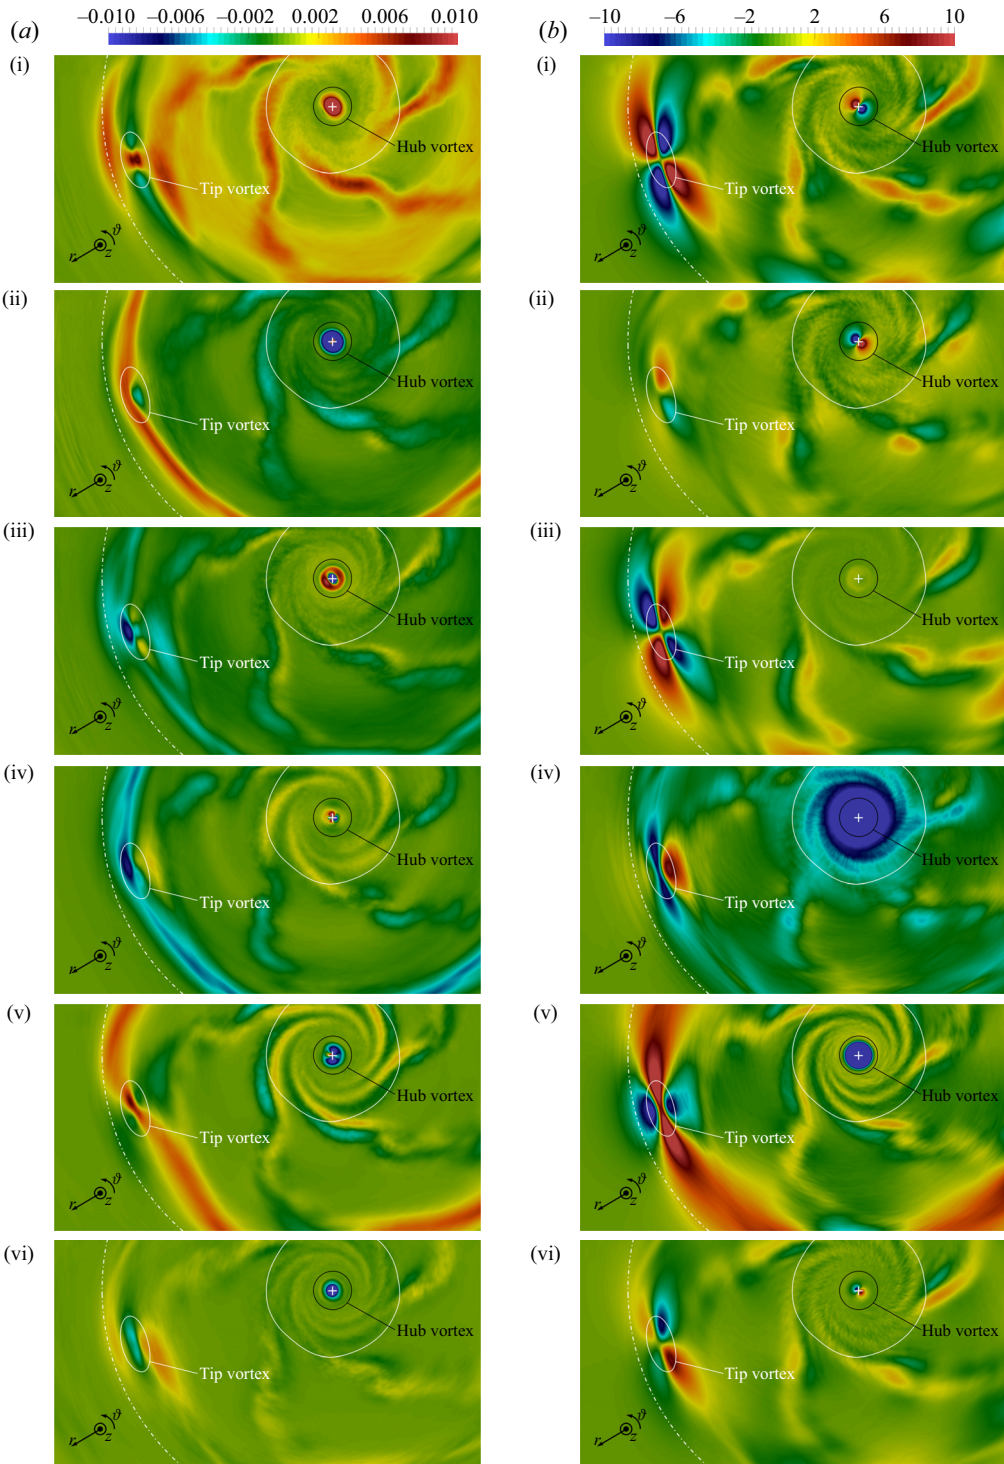 (a)
−0.010 −0.006 −0.002 0.002 0.006 0.010
(b)
−10 −6 −2 2 6 10
(i)
Hub vortex
Tip vortex
r z ϑ
(i)
Hub vortex
Tip vortex
r z ϑ
(ii)
Hub vortex
Tip vortex
r z ϑ
(ii)
Hub vortex
Tip vortex
r z ϑ
(iii)
Hub vortex
Tip vortex
r z ϑ
(iii)
Hub vortex
Tip vortex
r z ϑ
(iv)
Hub vortex
Tip vortex
r z ϑ
(iv)
Hub vortex
Tip vortex
r z ϑ
(v)
Hub vortex
Tip vortex
r z ϑ
(v)
Hub vortex
Tip vortex
r z ϑ
(vi)
Hub vortex
Tip vortex
r z ϑ
(vi)
Hub vortex
Tip vortex
r z ϑ